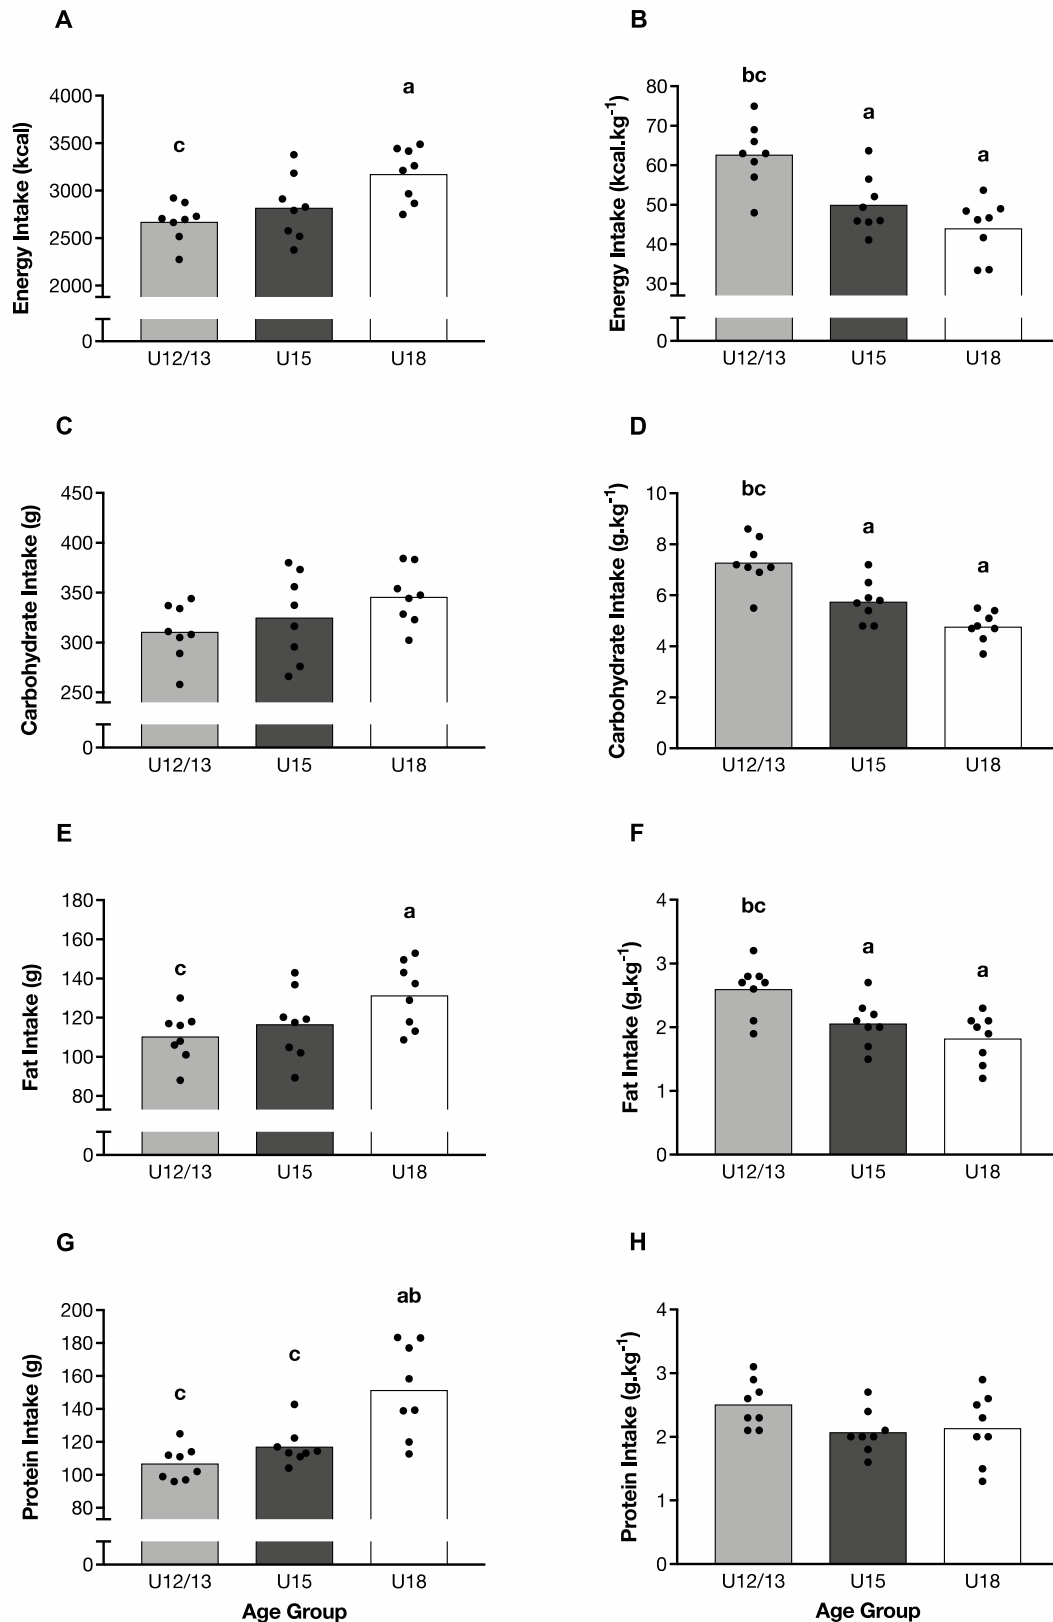 A
Energy Intake (kcal)
4000
3500
3000
2500
2000
0
c
a
U12/13 U15 U18
B
Energy Intake (kcal.kg-1)
80
70
60
50
40
30
0
bc
a
a
U12/13 U15 U18
C
Carbohydrate Intake (g)
450
400
350
300
250
0
U12/13 U15 U18
D
Carbohydrate Intake (g.kg-1)
10
8
6
4
2
0
bc
a
a
U12/13 U15 U18
E
Fat Intake (g)
180
160
140
120
100
80
0
c
a
U12/13 U15 U18
F
Fat Intake (g.kg-1)
4
3
2
1
0
bc
a
a
U12/13 U15 U18
G
Protein Intake (g)
200
180
160
140
120
100
80
0
c
c
ab
U12/13 U15 U18
Age Group
H
Protein Intake (g.kg-1)
4
3
2
1
0
U12/13 U15 U18
Age Group